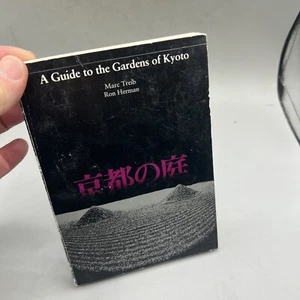 A Guide to the Gardens of Kyoto
Marc Treib
Ron Herman
京都の庭